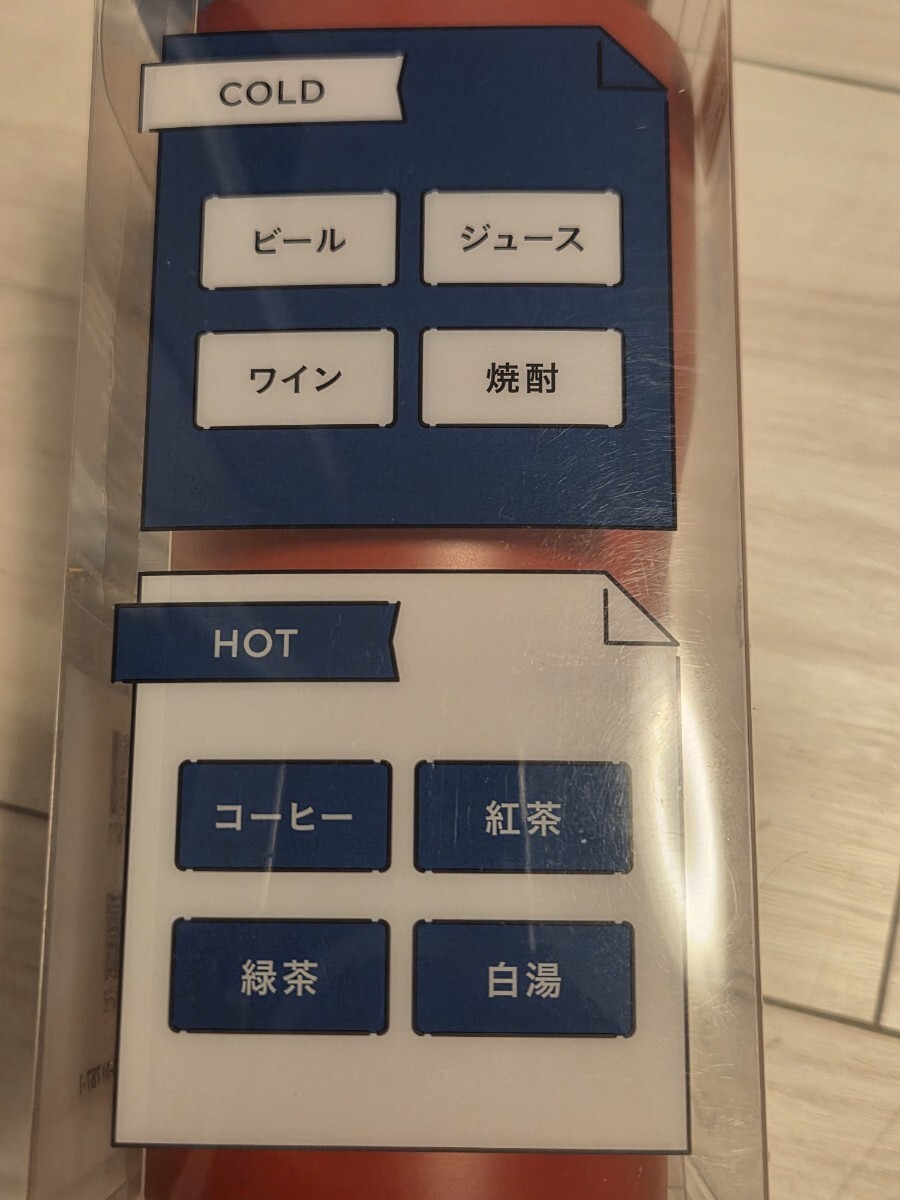 COLD
ビール ジュース
ワイン 焼酎
HOT
コーヒー 紅茶
緑茶 白湯